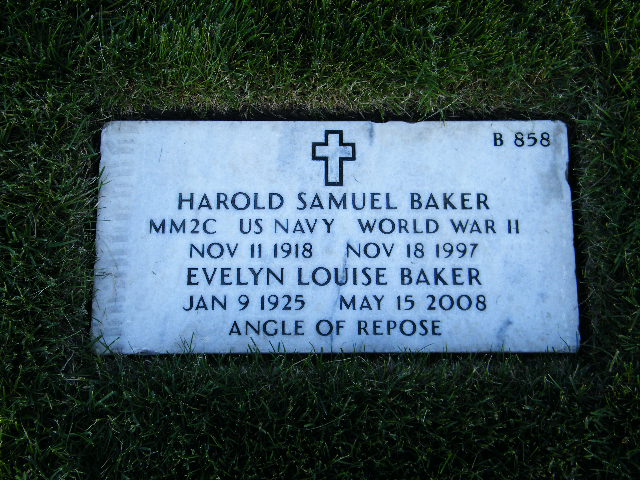 B 858
HAROLD SAMUEL BAKER
MM2C US NAVY WORLD WAR II
NOV 11 1918 NOV 18 1997
EVELYN LOUISE BAKER
JAN 9 1925 MAY 15 2008
ANGLE OF REPOSE